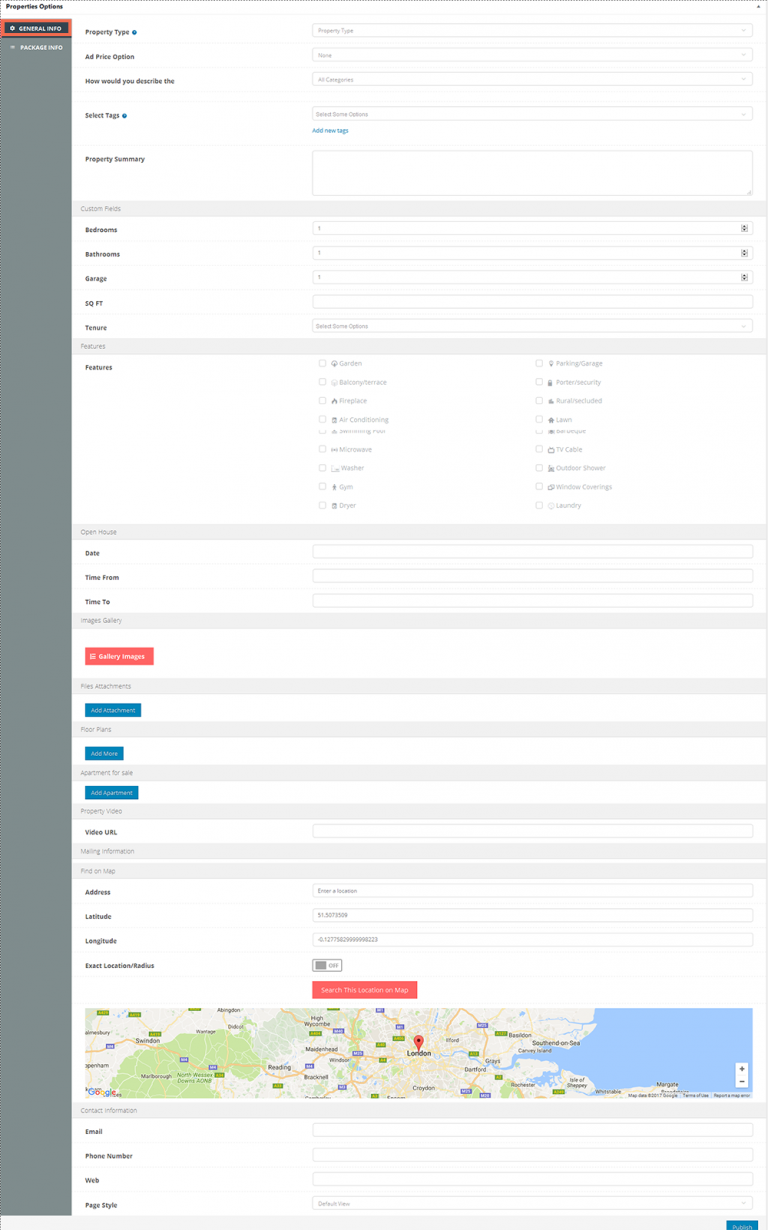 Properties Options
GENERAL INFO
PACKAGE INFO
Property Type
Property Type
Ad Price Option
None
How would you describe the
All Categories
Select Tags
Select Some Options
Add new tags
Property Summary
Custom Fields
Bedrooms
1
Bathrooms
1
Garage
1
SQ FT
Tenure
Select Some Options
Features
Features
Garden
Parking/Garage
Balcony/terrace
Porter/security
Fireplace
Rural/secluded
Air Conditioning
Lawn
Swimming Pool
Barbeque
Microwave
TV Cable
Washer
Outdoor Shower
Gym
Window Coverings
Dryer
Laundry
Open House
Date
Time From
Time To
Images Gallery
Gallery Images
Files Attachments
Add Attachment
Floor Plans
Add More
Apartment for sale
Add Apartment
Property Video
Video URL
Mailing Information
Find on Map
Address
Enter a location
Latitude
51.5073509
Longitude
-0.12775829999998223
Exact Location/Radius
OFF
Search This Location on Map
Abingdon
High Wycombe
Basildon
Swindon
Wantage
Didcot
Maidenhead
Ilford
Southend-on-Sea
Canvey Island
Windsor
London
Dartford
Grays
Marlborough
North Wessex Downs AONB
Reading
Bracknell
Croydon
Rochester
Isle of Sheppey
Whitstable
Margate
Google
Map data ©2017 Google
Terms of Use
Report a map error
Contact Information
Email
Phone Number
Web
Page Style
Default View
Publish